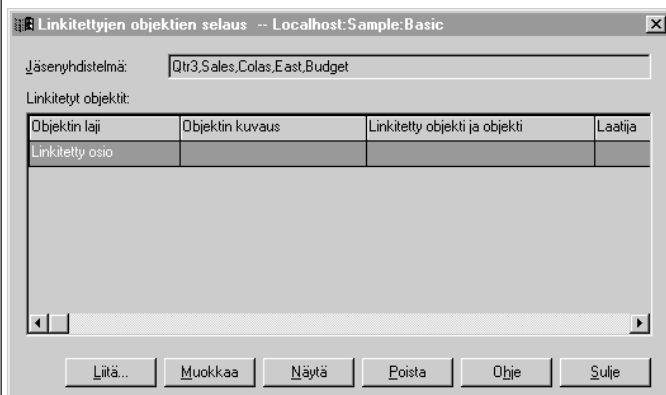 Linkitettyjen objektien selaus -- Localhost:Sample:Basic
Jäsenyhdistelmä: Qtr3,Sales,Colas,East,Budget
Linkitetyt objektit:
Objektin laji Objektin kuvaus Linkitetty objekti ja objekti Laatija
Linkitetty osio
Liitä... Muokkaa Näytä Poista Ohje Sulje